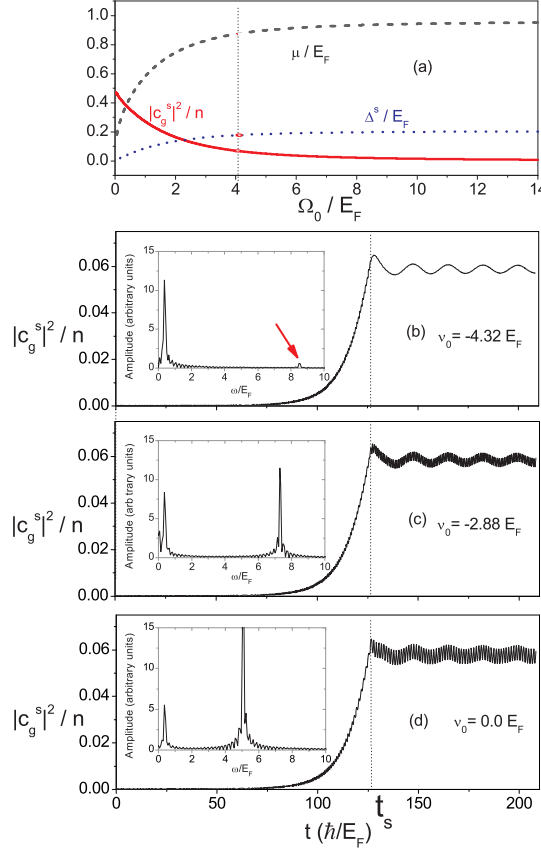 1.0
0.8
0.6
0.4
0.2
0.0
μ / E_F
(a)
|c_g^s|² / n
Δ^s / E_F
0 2 4 6 8 10 12 14
Ω_0 / E_F
|c_g^s|² / n
0.06
0.04
0.02
0.00
Amplitude (arbitrary units)
15
10
5
0
0 2 4 6 8 10
ω/E_F
(b) ν_0= -4.32 E_F
|c_g^s|² / n
0.06
0.04
0.02
0.00
Amplitude (arb trary units)
15
10
5
0
0 2 4 6 8 10
ω/E_F
(c) ν_0= -2.88 E_F
|c_g^s|² / n
0.06
0.04
0.02
0.00
Amplitude (arbitrary units)
15
10
5
0
0 2 4 6 8 10
ω/E_F
(d) ν_0= 0.0 E_F
0 50 100 150 200
t (ħ/E_F) t_s